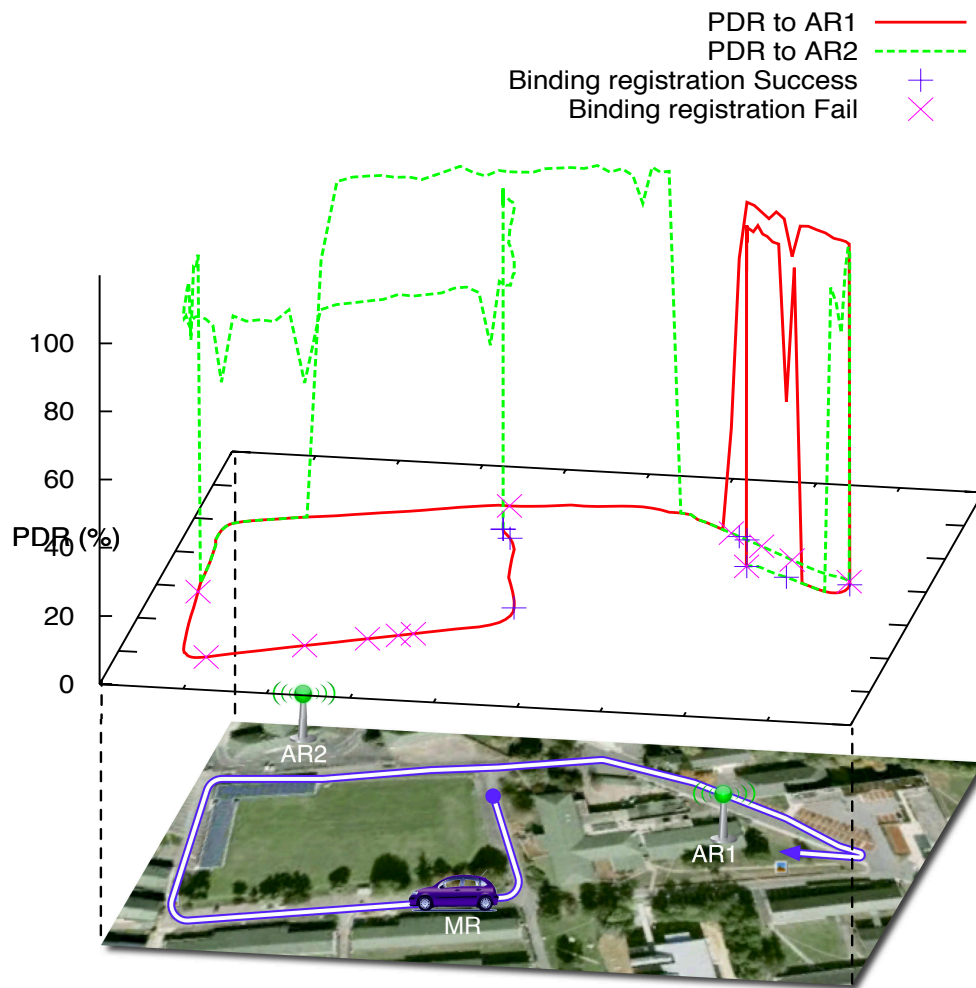 PDR to AR1
PDR to AR2
Binding registration Success
Binding registration Fail
100
80
60
PDR (%)
40
20
0
AR2
AR1
MR